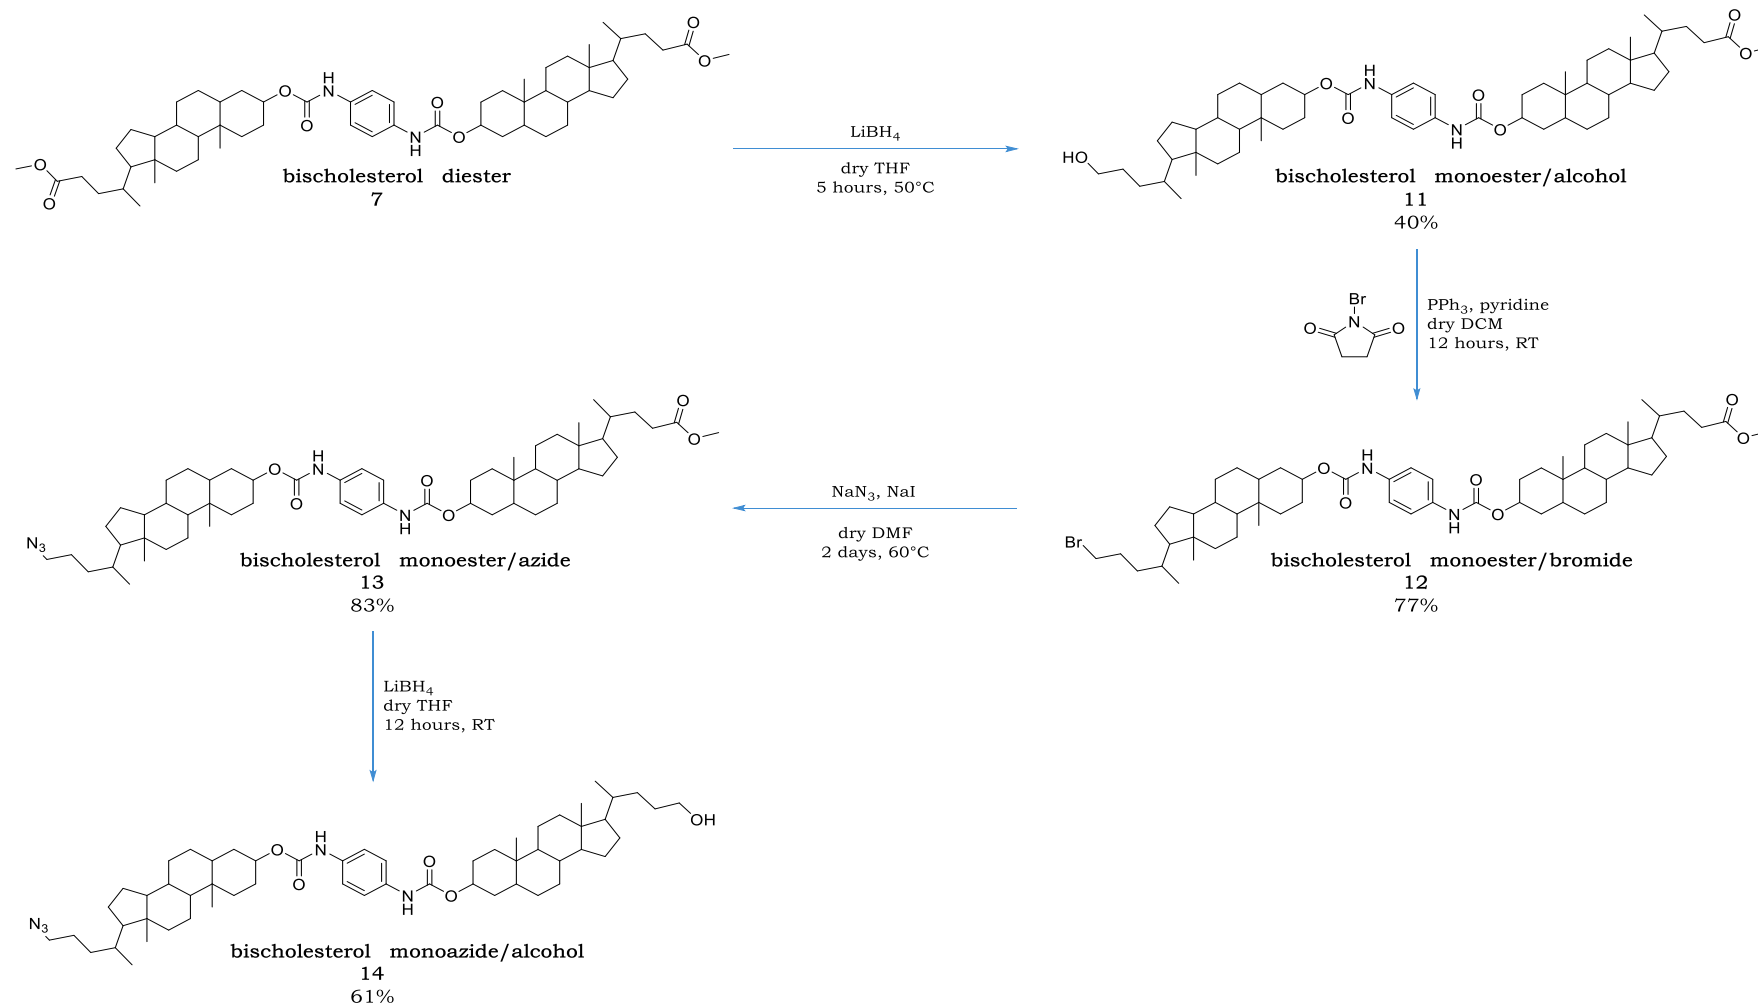 O
O
H
N
O
O
N
H
O
O
O
O
bischolesterol diester
7
LiBH4
dry THF
5 hours, 50°C
O
O
H
N
O
O
N
H
O
O
HO
bischolesterol monoester/alcohol
11
40%
Br
N
O
O
PPh3, pyridine
dry DCM
12 hours, RT
O
O
H
N
O
O
N
H
O
O
Br
bischolesterol monoester/bromide
12
77%
NaN3, NaI
dry DMF
2 days, 60°C
O
O
H
N
O
O
N
H
O
O
N3
bischolesterol monoester/azide
13
83%
LiBH4
dry THF
12 hours, RT
OH
H
N
O
O
N
H
O
O
N3
bischolesterol monoazide/alcohol
14
61%